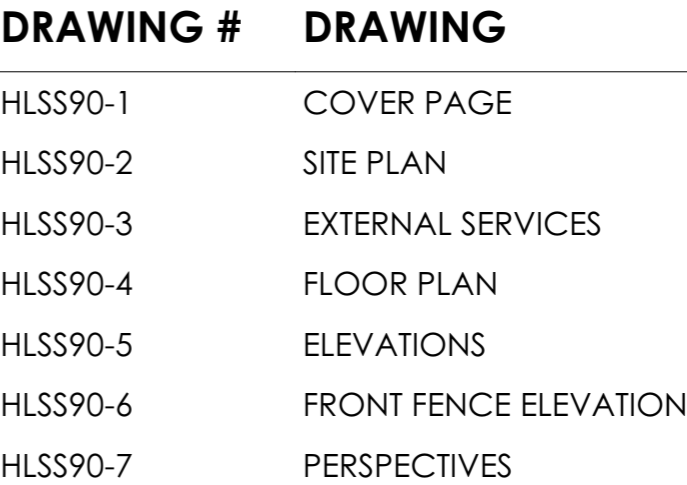 DRAWING # DRAWING
HLSS90-1 COVER PAGE
HLSS90-2 SITE PLAN
HLSS90-3 EXTERNAL SERVICES
HLSS90-4 FLOOR PLAN
HLSS90-5 ELEVATIONS
HLSS90-6 FRONT FENCE ELEVATION
HLSS90-7 PERSPECTIVES